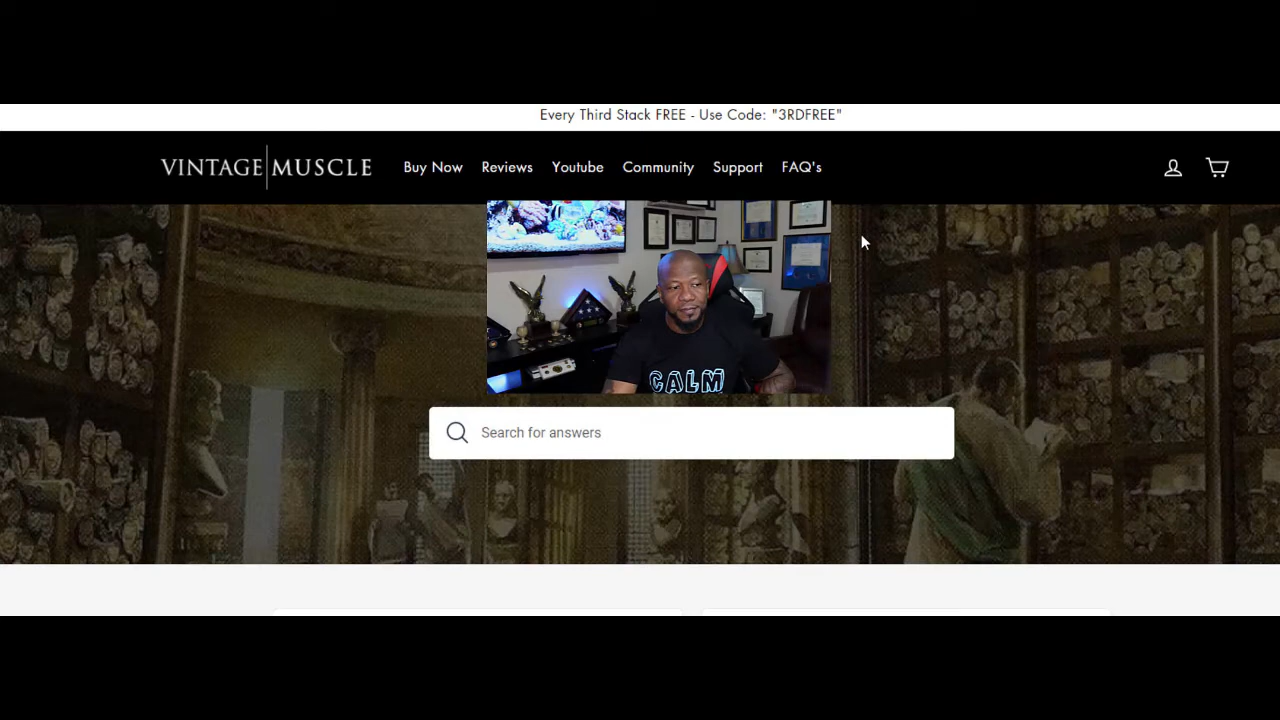 Every Third Stack FREE - Use Code: "3RDFREE"
VINTAGE MUSCLE Buy Now Reviews Youtube Community Support FAQ's
CALM
Search for answers